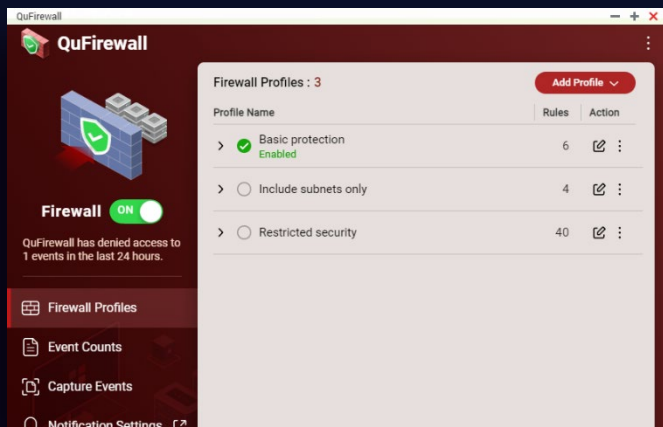 QuFirewall
QuFirewall
Firewall ON
QuFirewall has denied access to
1 events in the last 24 hours.
Firewall Profiles
Event Counts
Capture Events
Notification Settings
Firewall Profiles : 3
Add Profile
Profile Name Rules Action
Basic protection 6
Enabled
Include subnets only 4
Restricted security 40